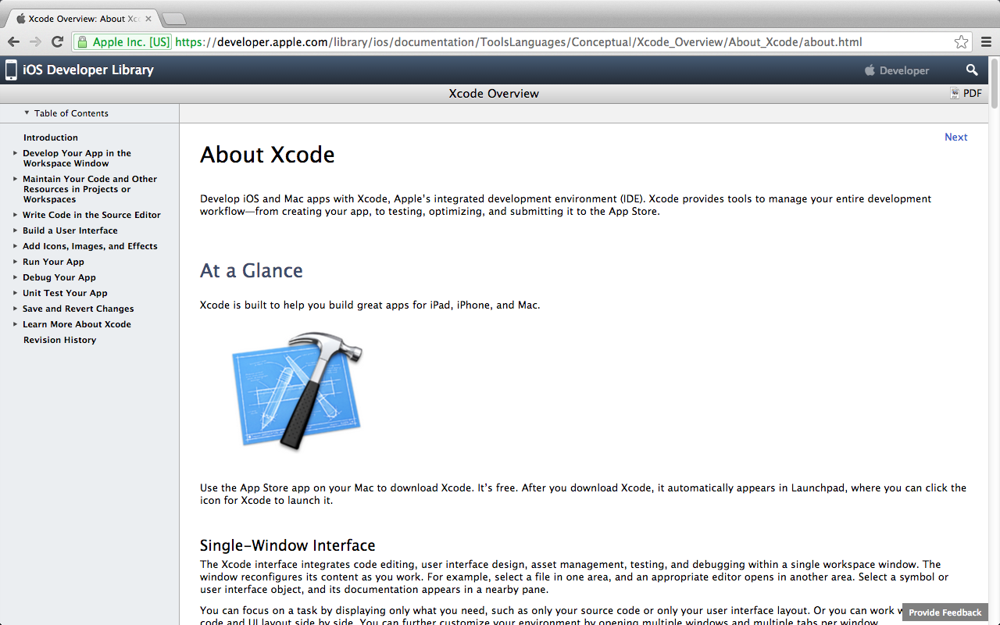 Xcode Overview: About Xc
Apple Inc. [US] https://developer.apple.com/library/ios/documentation/ToolsLanguages/Conceptual/Xcode_Overview/About_Xcode/about.html
iOS Developer Library
Developer
Xcode Overview
PDF
Table of Contents
Introduction
Develop Your App in the
Workspace Window
Maintain Your Code and Other
Resources in Projects or
Workspaces
Write Code in the Source Editor
Build a User Interface
Add Icons, Images, and Effects
Run Your App
Debug Your App
Unit Test Your App
Save and Revert Changes
Learn More About Xcode
Revision History
Next
About Xcode
Develop iOS and Mac apps with Xcode, Apple's integrated development environment (IDE). Xcode provides tools to manage your entire development
workflow—from creating your app, to testing, optimizing, and submitting it to the App Store.
At a Glance
Xcode is built to help you build great apps for iPad, iPhone, and Mac.
Use the App Store app on your Mac to download Xcode. It's free. After you download Xcode, it automatically appears in Launchpad, where you can click the
icon for Xcode to launch it.
Single-Window Interface
The Xcode interface integrates code editing, user interface design, asset management, testing, and debugging within a single workspace window. The
window reconfigures its content as you work. For example, select a file in one area, and an appropriate editor opens in another area. Select a symbol or
user interface object, and its documentation appears in a nearby pane.
You can focus on a task by displaying only what you need, such as only your source code or only your user interface layout. Or you can work
code and UI layout side by side. You can further customize your environment by opening multiple windows and multiple tabs per window.
Provide Feedback